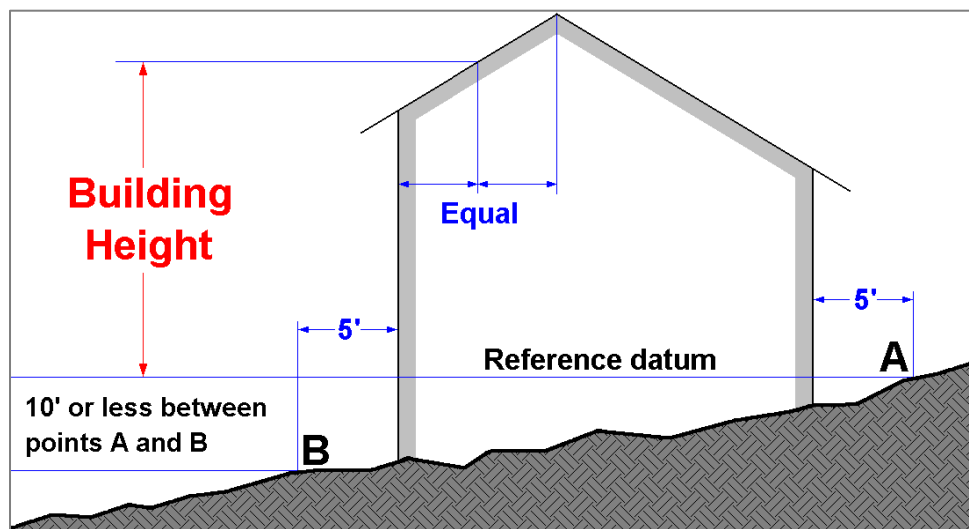 Building
Height
Equal
5'
5'
Reference datum
A
10' or less between
points A and B
B